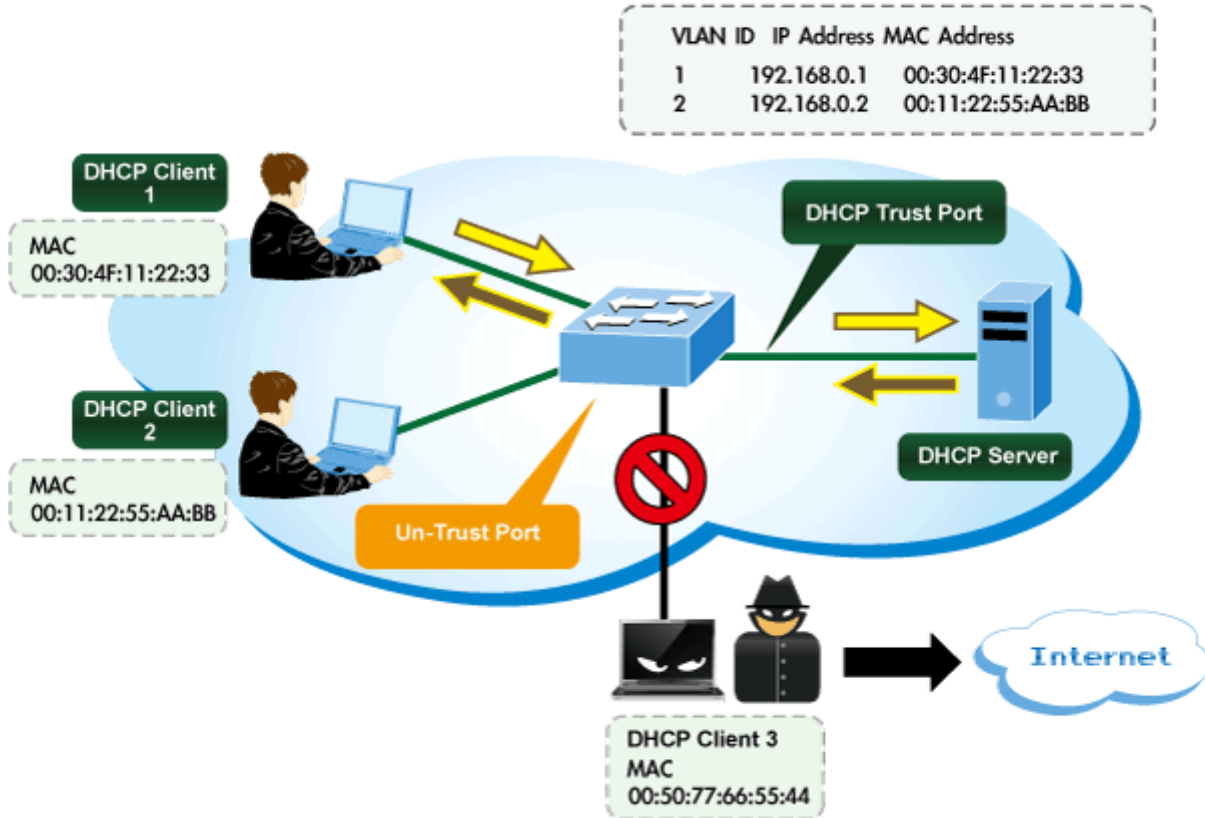 VLAN ID IP Address MAC Address
1 192.168.0.1 00:30:4F:11:22:33
2 192.168.0.2 00:11:22:55:AA:BB
DHCP Client
1
MAC
00:30:4F:11:22:33
DHCP Trust Port
DHCP Client
2
MAC
00:11:22:55:AA:BB
Un-Trust Port
DHCP Server
Internet
DHCP Client 3
MAC
00:50:77:66:55:44